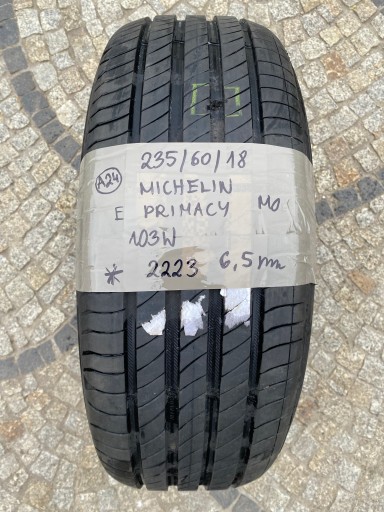 A24
235/60/18
MICHELIN
E PRIMACY MO
103W
* 2223 6,5mm